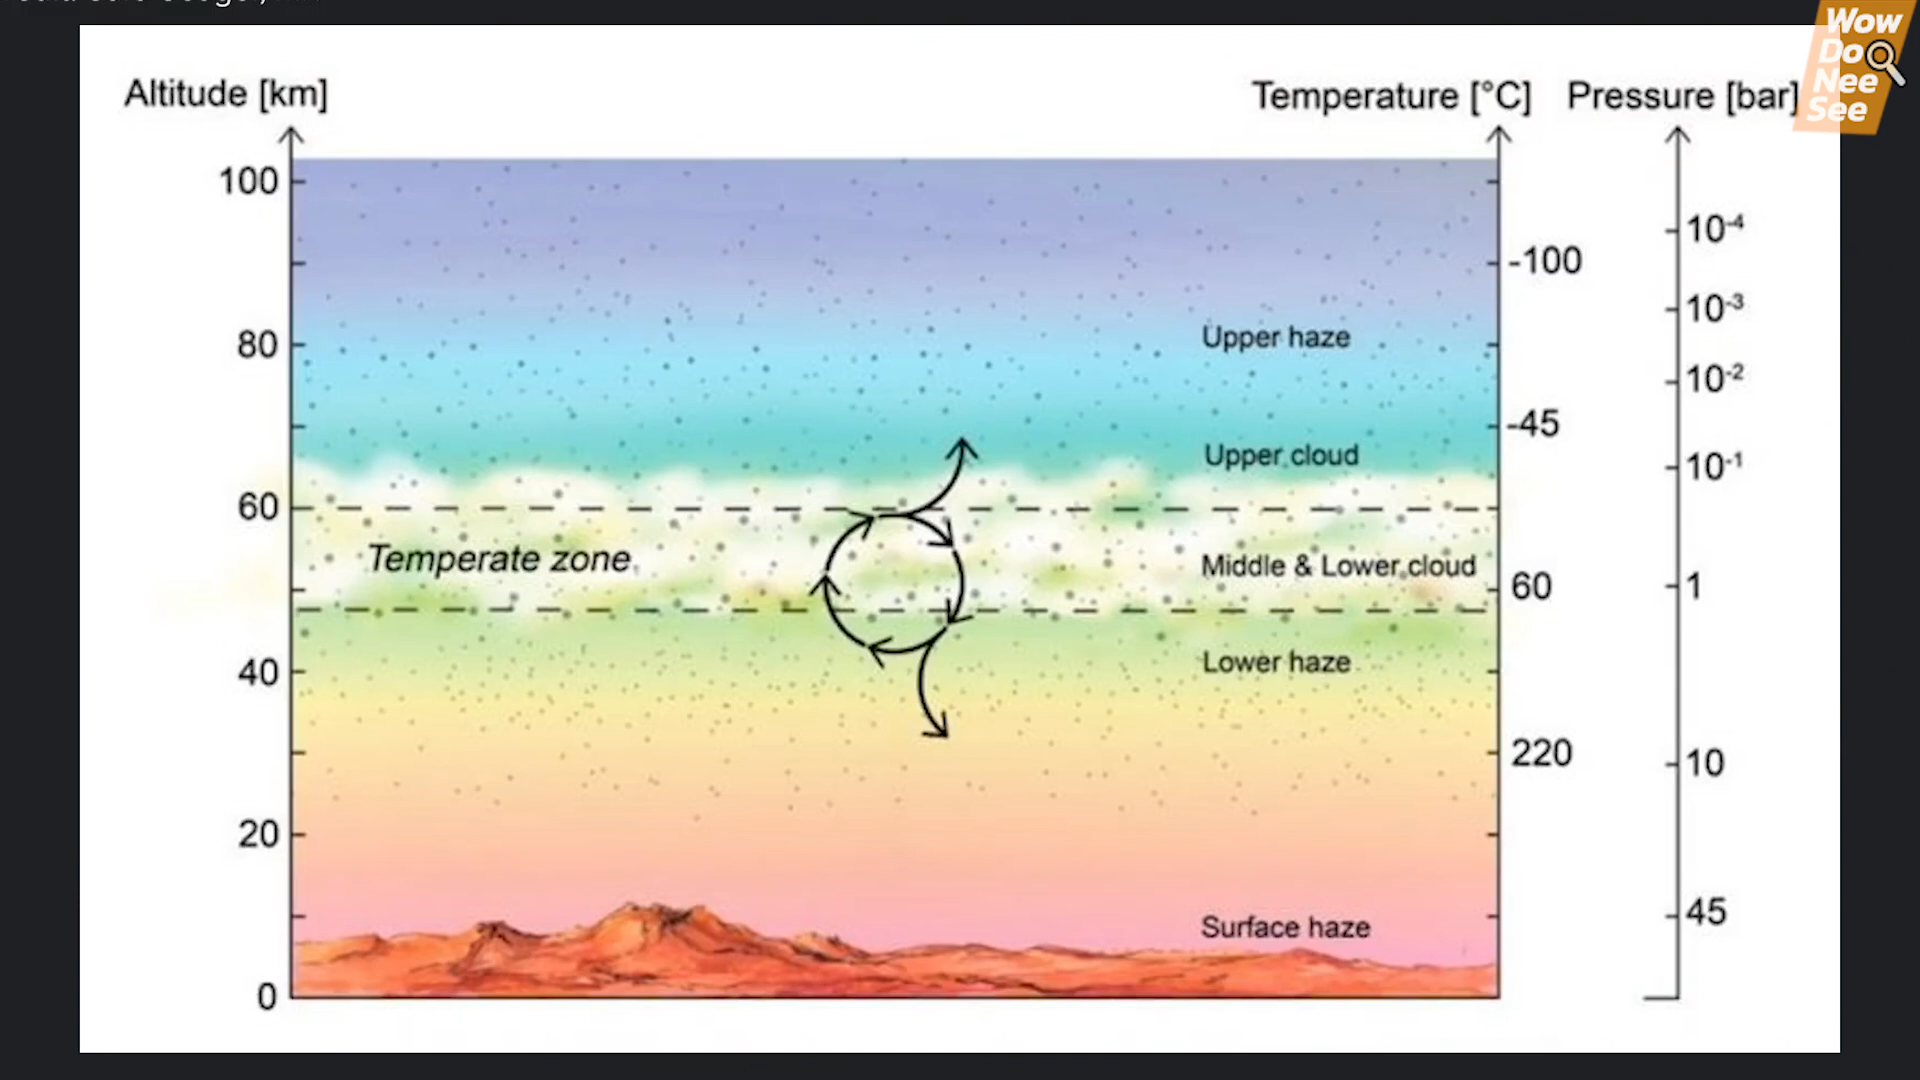 Altitude [km]
Temperature [°C]
Pressure [bar]
Wow
Do
Nee
See
100
80
60
40
20
0
-100
-45
60
220
10-4
10-3
10-2
10-1
1
10
45
Upper haze
Upper cloud
Temperate zone
Middle & Lower cloud
Lower haze
Surface haze